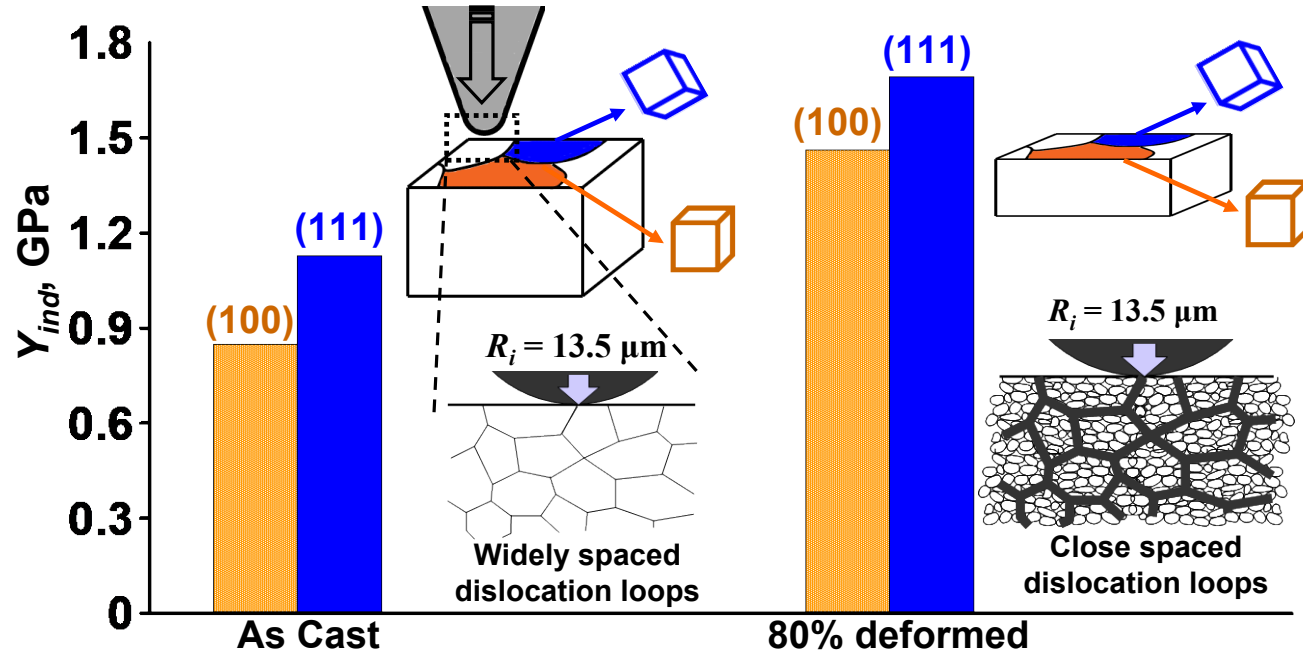 Y_ind, GPa
1.8
1.5
1.2
0.9
0.6
0.3
0
(100)
(111)
R_i = 13.5 µm
Widely spaced
dislocation loops
As Cast
(100)
(111)
R_i = 13.5 µm
Close spaced
dislocation loops
80% deformed